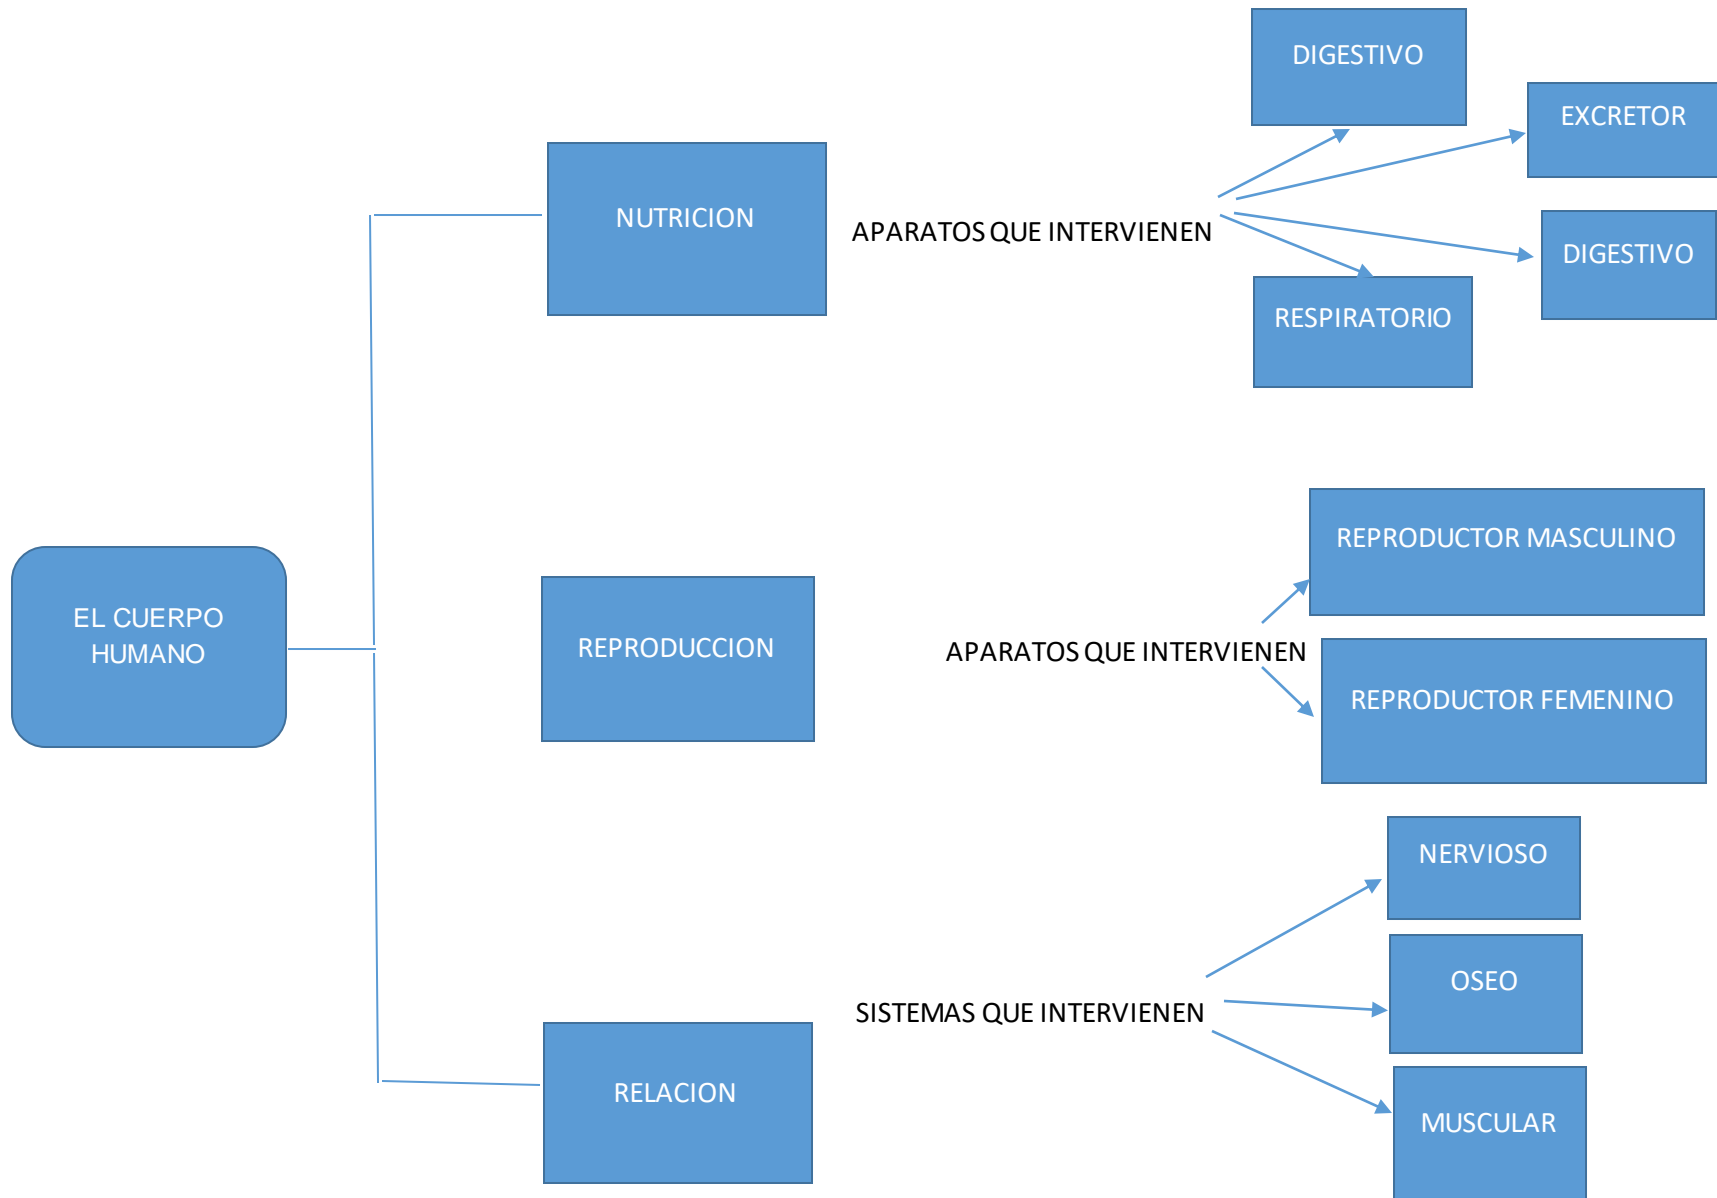 DIGESTIVO
EXCRETOR
NUTRICION
APARATOS QUE INTERVIENEN
DIGESTIVO
RESPIRATORIO
REPRODUCTOR MASCULINO
EL CUERPO
HUMANO
REPRODUCCION
APARATOS QUE INTERVIENEN
REPRODUCTOR FEMENINO
NERVIOSO
OSEO
SISTEMAS QUE INTERVIENEN
RELACION
MUSCULAR